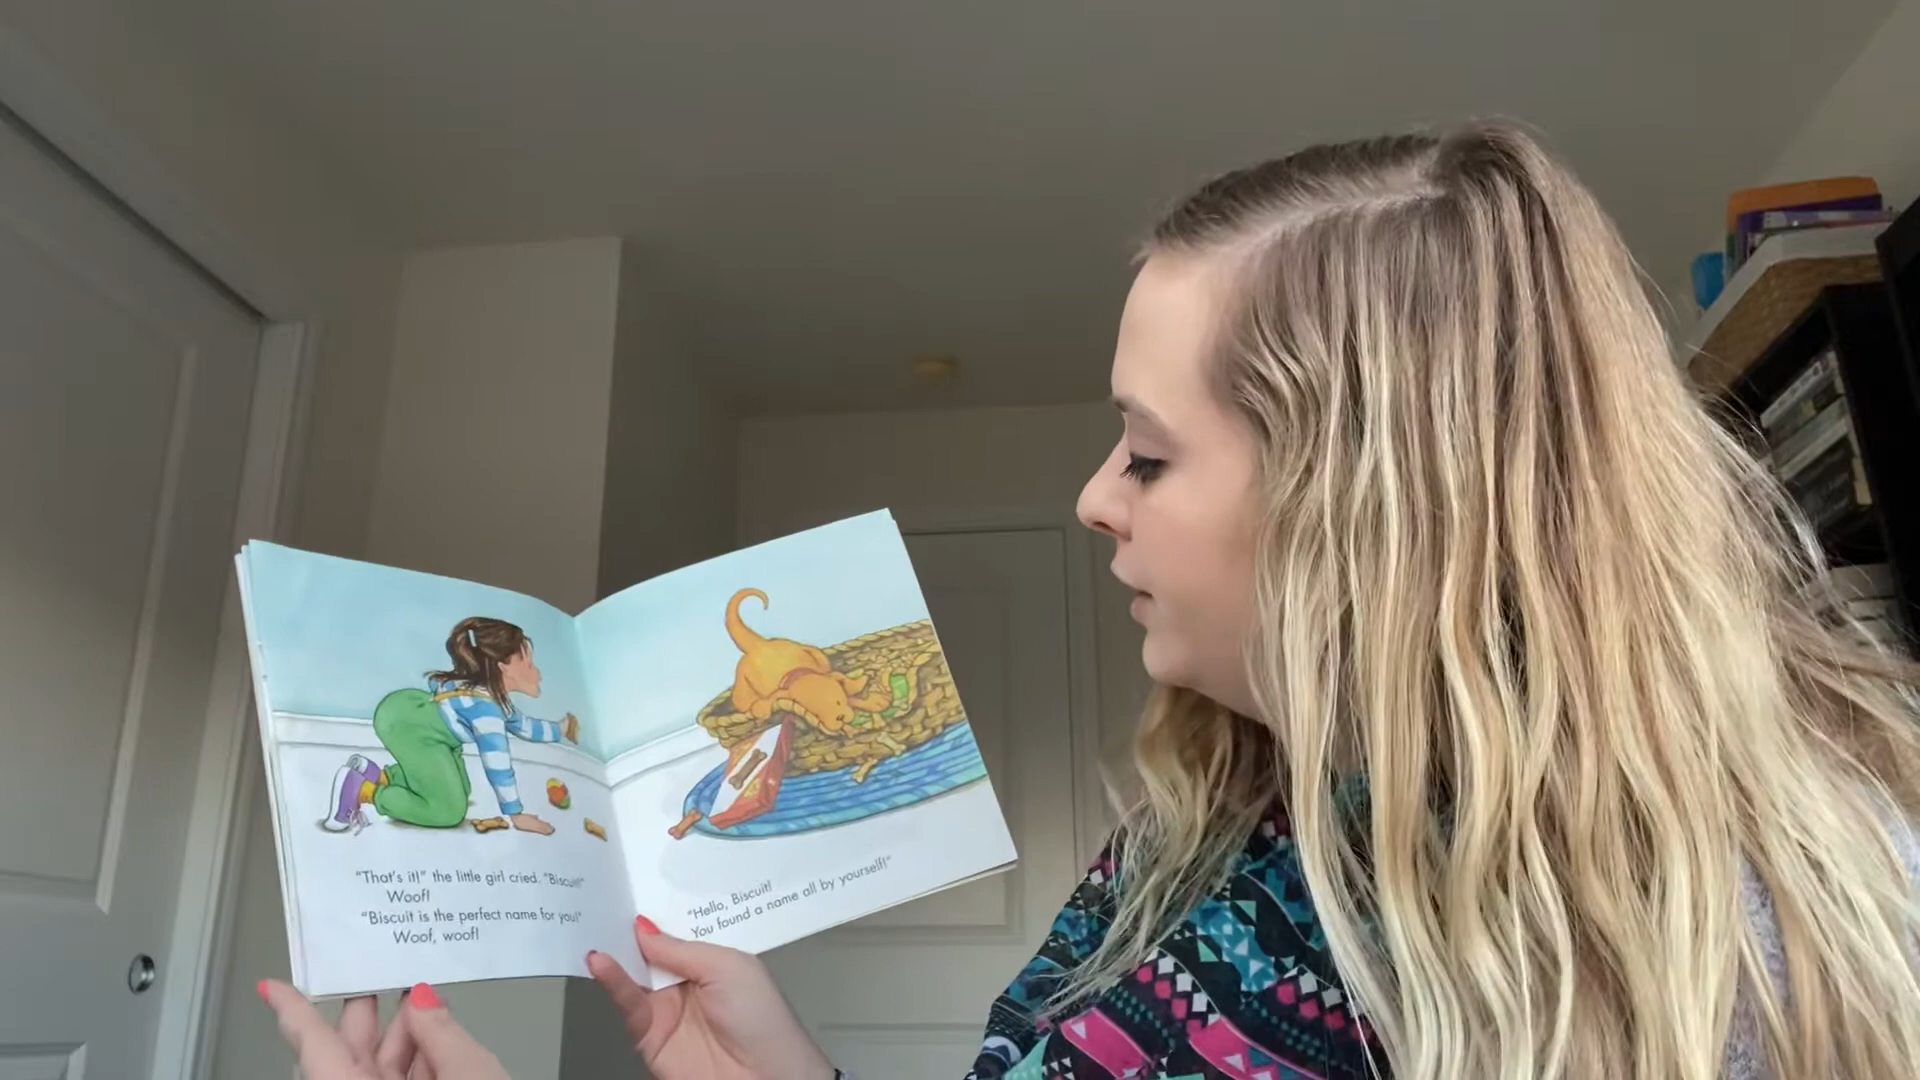 "That's it!" the little girl cried. "Biscuit!"
Woof!
"Biscuit is the perfect name for you!"
Woof, woof!
"Hello, Biscuit!
You found a name all by yourself!"